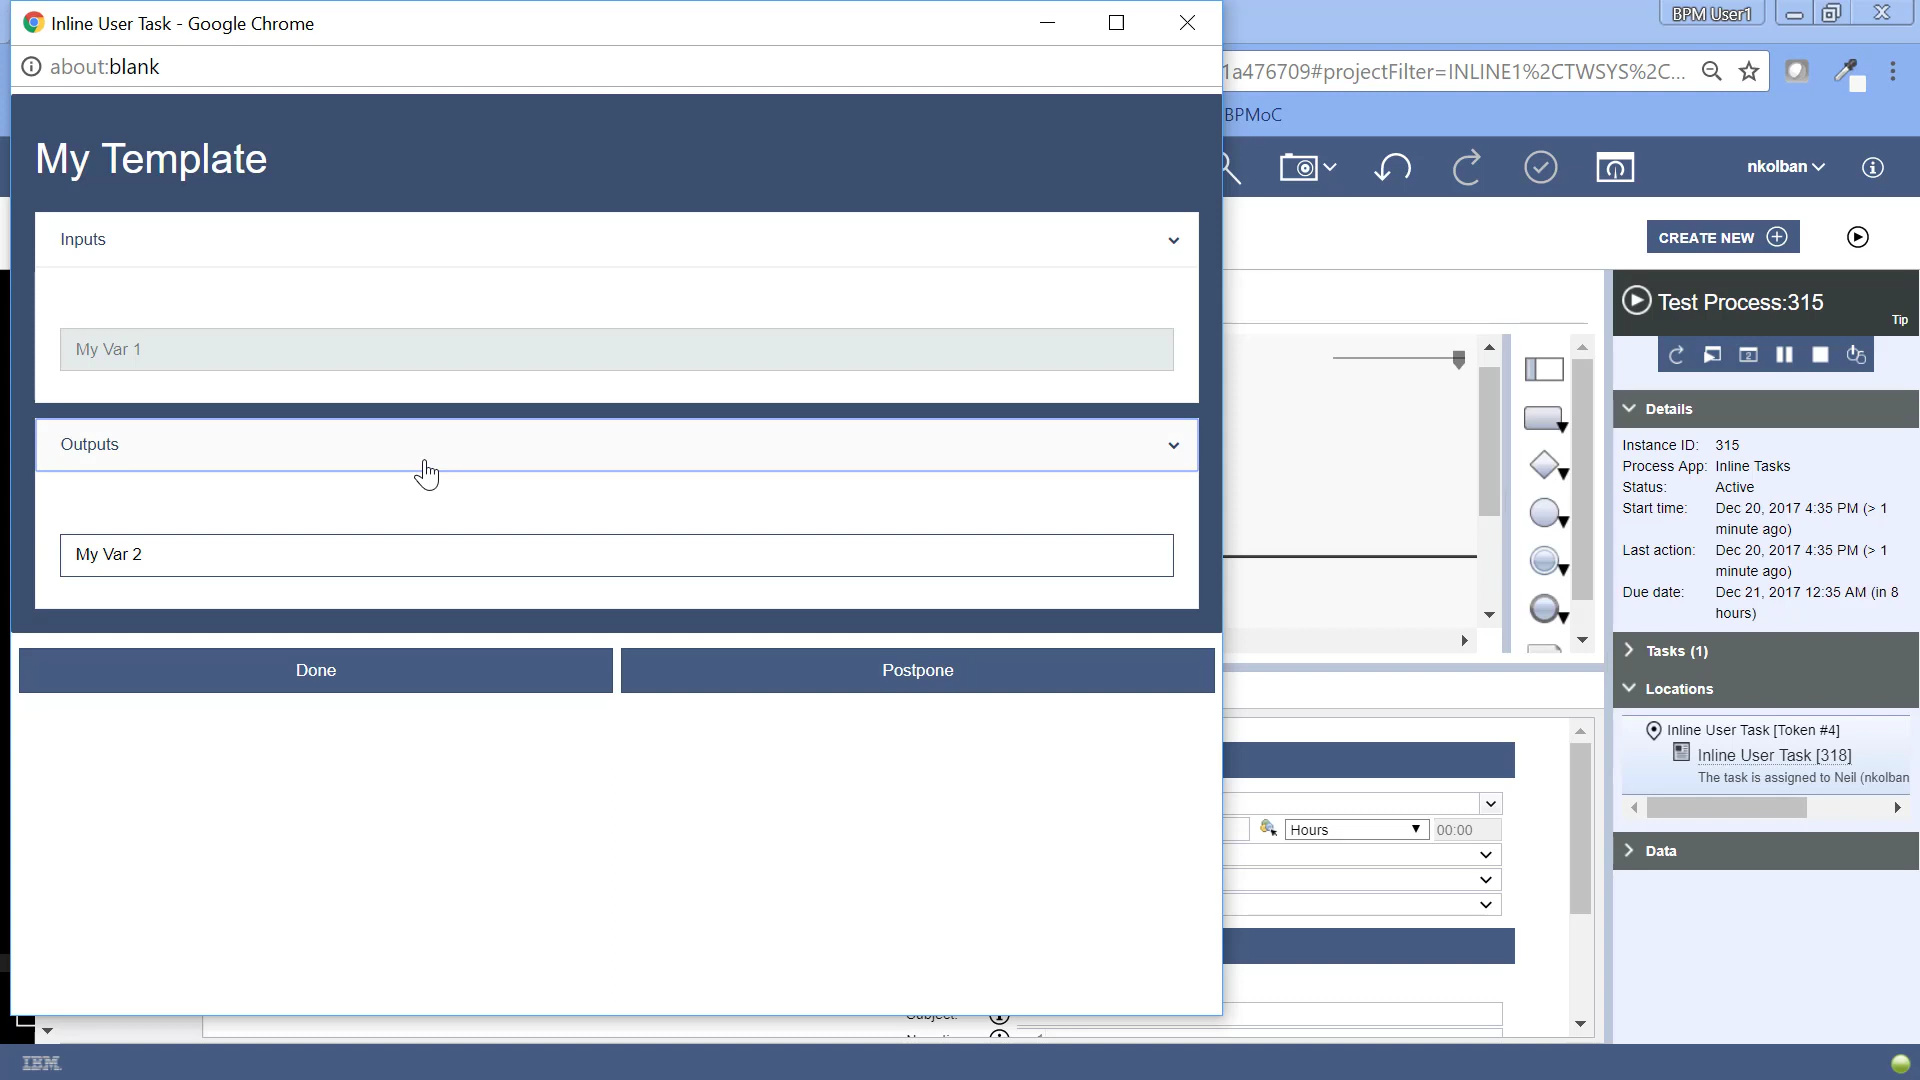 Inline User Task - Google Chrome
about:blank
My Template
Inputs
My Var 1
Outputs
My Var 2
Done
Postpone
BPM User1
1a476709#projectFilter=INLINE1%2CTWSYS%2C...
BPMoC
nkolban
CREATE NEW
Test Process:315
Tip
Details
Instance ID: 315
Process App: Inline Tasks
Status: Active
Start time: Dec 20, 2017 4:35 PM (> 1
minute ago)
Last action: Dec 20, 2017 4:35 PM (> 1
minute ago)
Due date: Dec 21, 2017 12:35 AM (in 8
hours)
Tasks (1)
Locations
Inline User Task [Token #4]
Inline User Task [318]
The task is assigned to Neil (nkolban
Data
Hours
00:00
Subject:
IBM